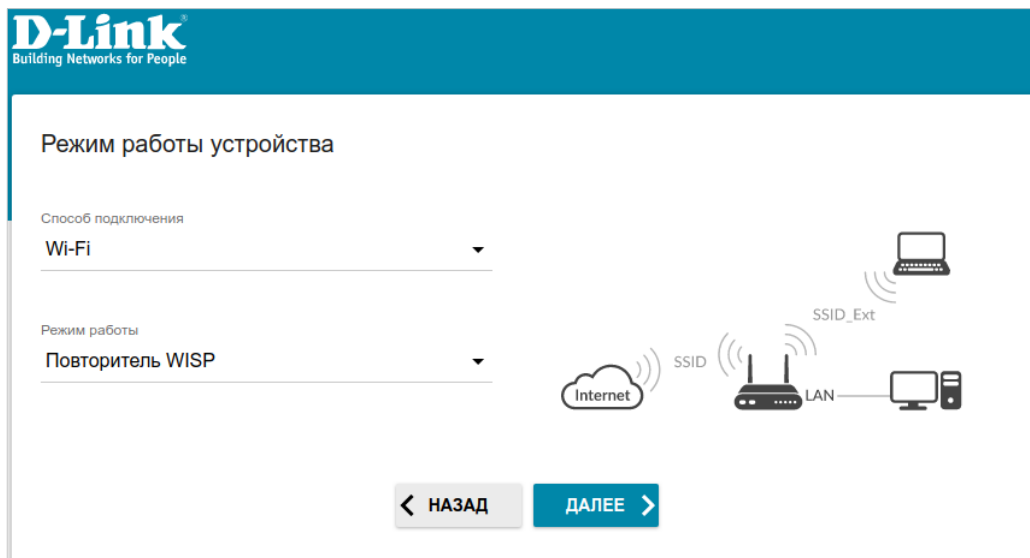 D-Link
Building Networks for People
Режим работы устройства
Способ подключения
Wi-Fi
Режим работы
Повторитель WISP
SSID_Ext
SSID
Internet
LAN
НАЗАД
ДАЛЕЕ